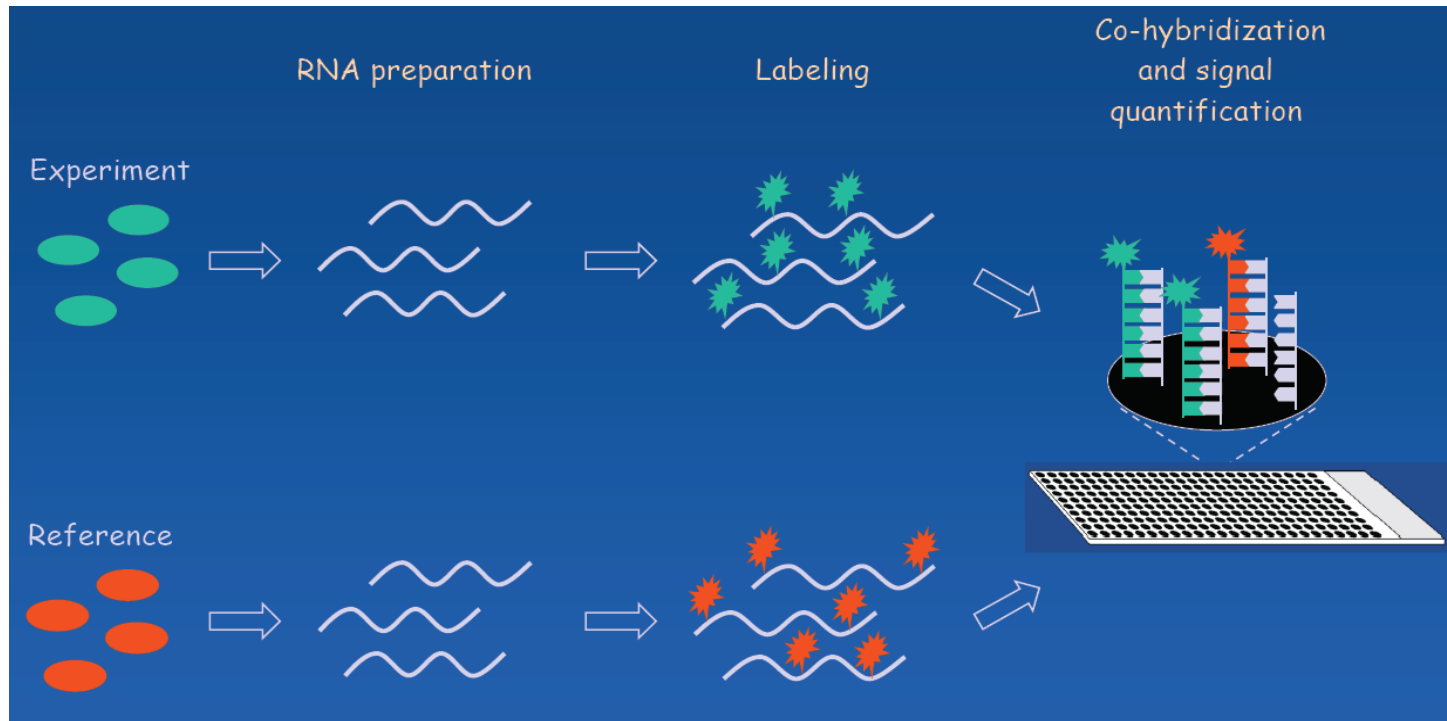 RNA preparation
Labeling
Co-hybridization
and signal
quantification
Experiment
Reference